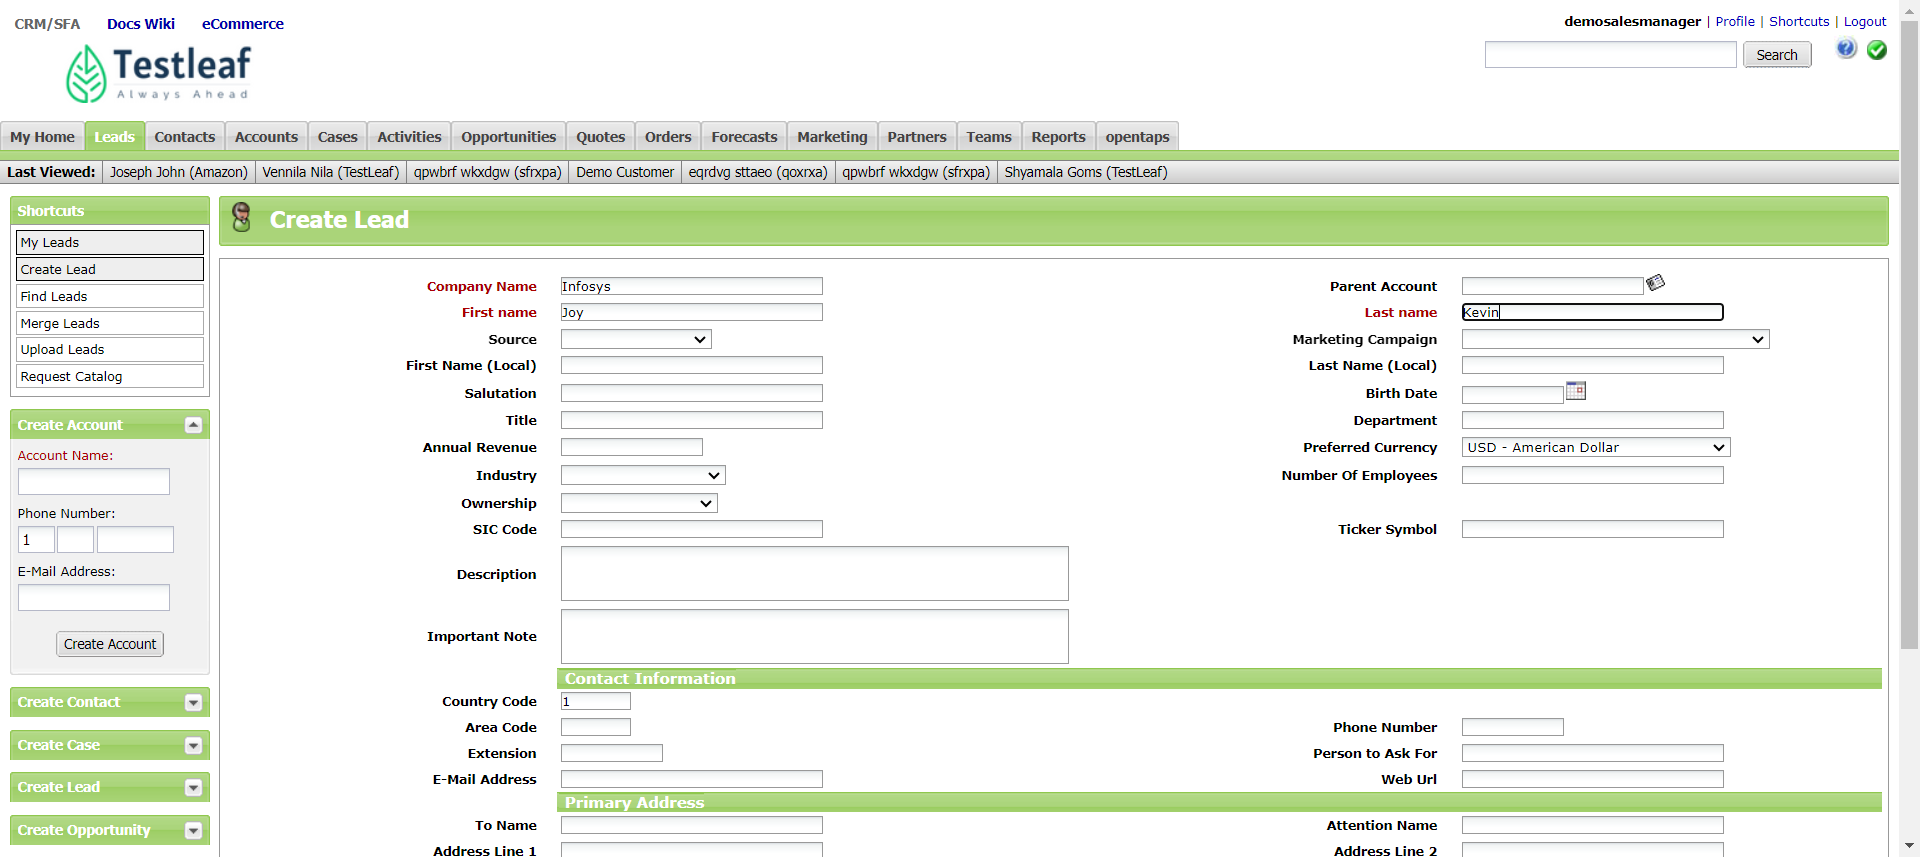 CRM/SFA Docs Wiki eCommerce
demosalesmanager | Profile | Shortcuts | Logout
Testleaf
Always Ahead
Search
My Home Leads Contacts Accounts Cases Activities Opportunities Quotes Orders Forecasts Marketing Partners Teams Reports opentaps
Last Viewed: Joseph John (Amazon) Vennila Nila (TestLeaf) qpwbrf wkxdgw (sfrxpa) Demo Customer eqrdvg sttaeo (qoxrxa) qpwbrf wkxdgw (sfrxpa) Shyamala Goms (TestLeaf)
Shortcuts
My Leads
Create Lead
Find Leads
Merge Leads
Upload Leads
Request Catalog
Create Account
Account Name:
Phone Number:
1
E-Mail Address:
Create Account
Create Contact
Create Case
Create Lead
Create Opportunity
Create Lead
Company Name Infosys Parent Account
First name Joy Last name Kevin
Source Marketing Campaign
First Name (Local) Last Name (Local)
Salutation Birth Date
Title Department
Annual Revenue Preferred Currency USD - American Dollar
Industry Number Of Employees
Ownership
SIC Code Ticker Symbol
Description
Important Note
Contact Information
Country Code 1
Area Code Phone Number
Extension Person to Ask For
E-Mail Address Web Url
Primary Address
To Name Attention Name
Address Line 1 Address Line 2